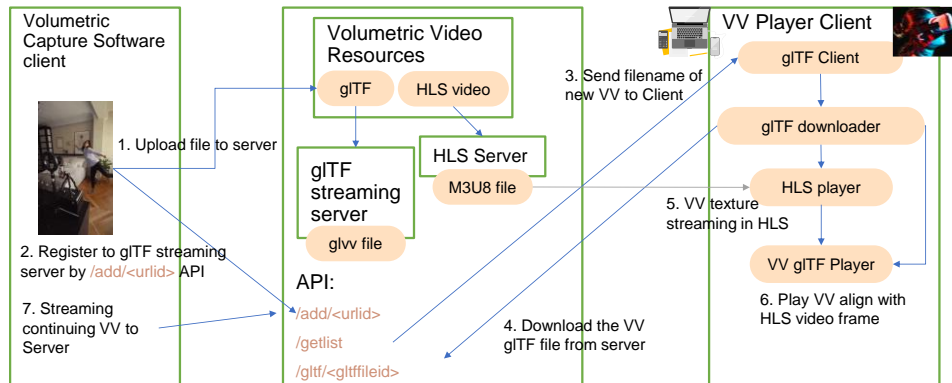 Volumetric
Capture Software
client
1. Upload file to server
2. Register to glTF streaming
server by /add/<urlid> API
7. Streaming
continuing VV to
Server
Volumetric Video
Resources
glTF
HLS video
glTF
streaming
server
glvv file
HLS Server
M3U8 file
API:
/add/<urlid>
/getlist
/gltf/<gltffileid>
3. Send filename of
new VV to Client
4. Download the VV
glTF file from server
5. VV texture
streaming in HLS
VV Player Client
glTF Client
glTF downloader
HLS player
VV glTF Player
6. Play VV align with
HLS video frame